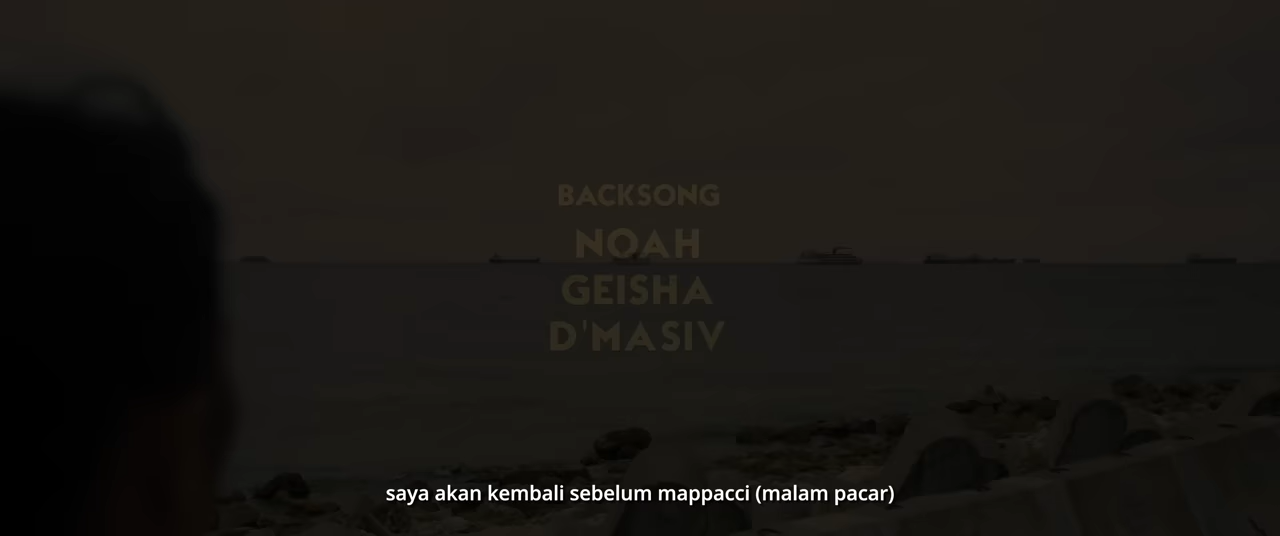 BACKSONG
NOAH
GEISHA
D'MASIV
saya akan kembali sebelum mappacci (malam pacar)